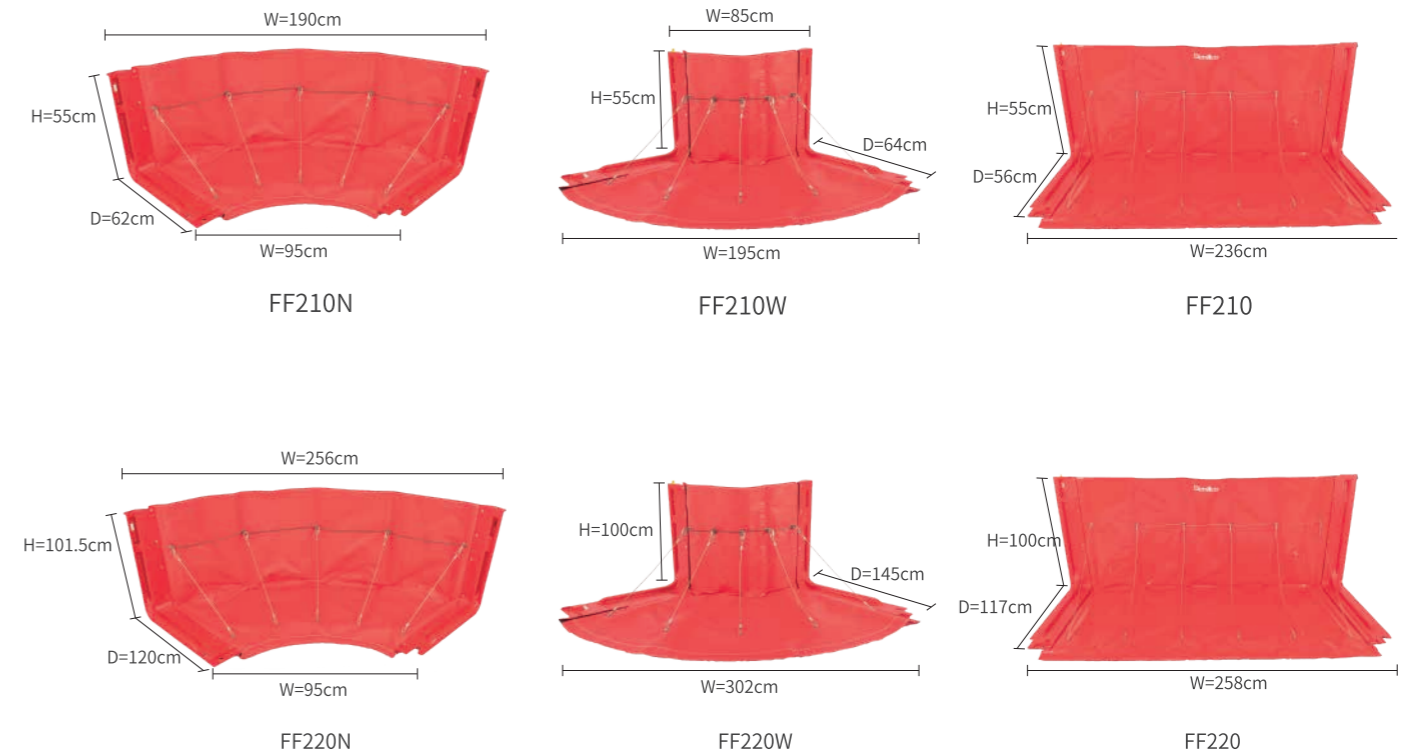 W=190cm
H=55cm
D=62cm
W=95cm
FF210N
W=85cm
H=55cm
D=64cm
W=195cm
FF210W
H=55cm
D=56cm
W=236cm
FF210
W=256cm
H=101.5cm
D=120cm
W=95cm
FF220N
H=100cm
D=145cm
W=302cm
FF220W
H=100cm
D=117cm
W=258cm
FF220